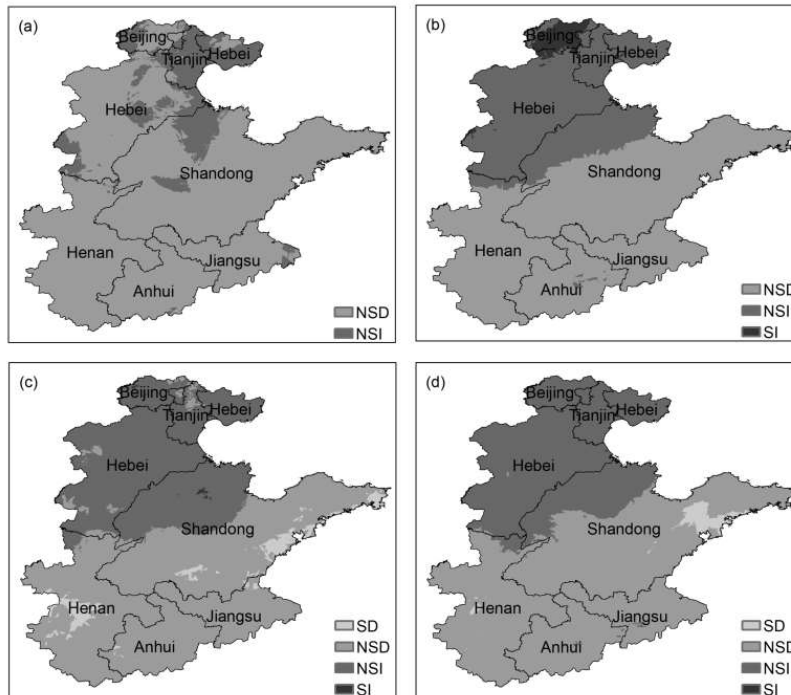 (a)
Beijing
Tianjin
Hebei
Hebei
Shandong
Henan
Jiangsu
Anhui
NSD
NSI
(b)
Beijing
Tianjin
Hebei
Hebei
Shandong
Henan
Jiangsu
Anhui
NSD
NSI
SI
(c)
Beijing
Tianjin
Hebei
Hebei
Shandong
Henan
Jiangsu
Anhui
SD
NSD
NSI
SI
(d)
Beijing
Tianjin
Hebei
Hebei
Shandong
Henan
Jiangsu
Anhui
SD
NSD
NSI
SI